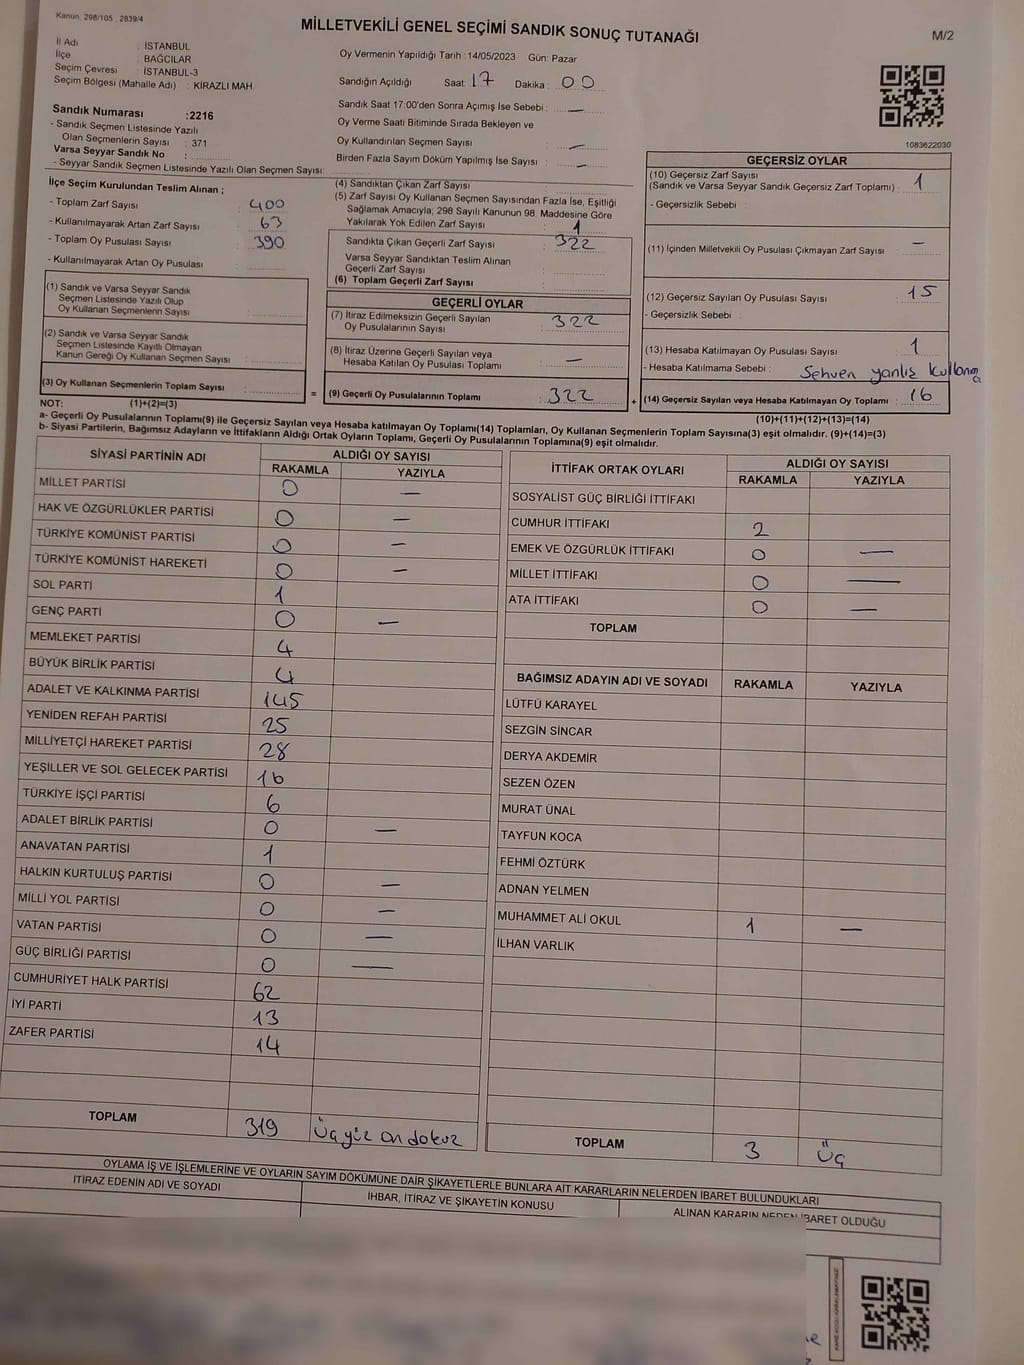 Kanun: 298/105 , 2839/4
MİLLETVEKİLİ GENEL SEÇİMİ SANDIK SONUÇ TUTANAĞI
M/2
İl Adı : İSTANBUL
İlçe : BAĞCILAR
Seçim Çevresi : İSTANBUL-3
Seçim Bölgesi (Mahalle Adı) : KİRAZLI MAH.
Oy Vermenin Yapıldığı Tarih : 14/05/2023 Gün: Pazar
Sandığın Açıldığı Saat: 17 Dakika: 00
Sandık Saat 17:00'den Sonra Açımış İse Sebebi : —
Oy Verme Saati Bitiminde Sırada Bekleyen ve
Oy Kullandırılan Seçmen Sayısı : —
Birden Fazla Sayım Döküm Yapılmış İse Sayısı : —
Sandık Numarası :2216
- Sandık Seçmen Listesinde Yazılı
Olan Seçmenlerin Sayısı : 371
Varsa Seyyar Sandık No :
- Seyyar Sandık Seçmen Listesinde Yazılı Olan Seçmen Sayısı:
1083622030
İlçe Seçim Kurulundan Teslim Alınan ;
- Toplam Zarf Sayısı : 400
- Kullanılmayarak Artan Zarf Sayısı : 63
- Toplam Oy Pusulası Sayısı : 390
- Kullanılmayarak Artan Oy Pusulası :
(1) Sandık ve Varsa Seyyar Sandık
Seçmen Listesinde Yazılı Olup
Oy Kullanan Seçmenlerin Sayısı :
(2) Sandık ve Varsa Seyyar Sandık
Seçmen Listesinde Kayıtlı Olmayan
Kanun Gereği Oy Kullanan Seçmen Sayısı :
(3) Oy Kullanan Seçmenlerin Toplam Sayısı :
(4) Sandıktan Çıkan Zarf Sayısı :
(5) Zarf Sayısı Oy Kullanan Seçmen Sayısından Fazla İse, Eşitliği
Sağlamak Amacıyla; 298 Sayılı Kanunun 98. Maddesine Göre
Yakılarak Yok Edilen Zarf Sayısı : 1
Sandıkta Çıkan Geçerli Zarf Sayısı : 322
Varsa Seyyar Sandıktan Teslim Alınan
Geçerli Zarf Sayısı :
(6) Toplam Geçerli Zarf Sayısı :
GEÇERLİ OYLAR
(7) İtiraz Edilmeksizin Geçerli Sayılan
Oy Pusulalarının Sayısı : 322
(8) İtiraz Üzerine Geçerli Sayılan veya
Hesaba Katılan Oy Pusulası Toplamı : —
= (9) Geçerli Oy Pusulalarının Toplamı : 322
GEÇERSİZ OYLAR
(10) Geçersiz Zarf Sayısı
(Sandık ve Varsa Seyyar Sandık Geçersiz Zarf Toplamı) : 1
- Geçersizlik Sebebi :
(11) İçinden Milletvekili Oy Pusulası Çıkmayan Zarf Sayısı : —
(12) Geçersiz Sayılan Oy Pusulası Sayısı : 15
- Geçersizlik Sebebi :
(13) Hesaba Katılmayan Oy Pusulası Sayısı : 1
- Hesaba Katılmama Sebebi : Sehven yanlış kullanma
+ (14) Geçersiz Sayılan veya Hesaba Katılmayan Oy Toplamı : 16
NOT: (1)+(2)=(3)
(10)+(11)+(12)+(13)=(14)
a- Geçerli Oy Pusulalarının Toplamı(9) ile Geçersiz Sayılan veya Hesaba katılmayan Oy Toplamı(14) Toplamları, Oy Kullanan Seçmenlerin Toplam Sayısına(3) eşit olmalıdır. (9)+(14)=(3)
b- Siyasi Partilerin, Bağımsız Adayların ve İttifakların Aldığı Ortak Oyların Toplamı, Geçerli Oy Pusulalarının Toplamına(9) eşit olmalıdır.
SİYASİ PARTİNİN ADI ALDIĞI OY SAYISI
RAKAMLA YAZIYLA
MİLLET PARTİSİ 0 —
HAK VE ÖZGÜRLÜKLER PARTİSİ 0 —
TÜRKİYE KOMÜNİST PARTİSİ 0 —
TÜRKİYE KOMÜNİST HAREKETİ 0 —
SOL PARTİ 1
GENÇ PARTİ 0 —
MEMLEKET PARTİSİ 4
BÜYÜK BİRLİK PARTİSİ 4
ADALET VE KALKINMA PARTİSİ 145
YENİDEN REFAH PARTİSİ 25
MİLLİYETÇİ HAREKET PARTİSİ 28
YEŞİLLER VE SOL GELECEK PARTİSİ 16
TÜRKİYE İŞÇİ PARTİSİ 6
ADALET BİRLİK PARTİSİ 0 —
ANAVATAN PARTİSİ 1
HALKIN KURTULUŞ PARTİSİ 0 —
MİLLİ YOL PARTİSİ 0 —
VATAN PARTİSİ 0 —
GÜÇ BİRLİĞİ PARTİSİ 0 —
CUMHURİYET HALK PARTİSİ 62
İYİ PARTİ 13
ZAFER PARTİSİ 14
TOPLAM 319 Üçyüz on dokuz
İTTİFAK ORTAK OYLARI ALDIĞI OY SAYISI
RAKAMLA YAZIYLA
SOSYALİST GÜÇ BİRLİĞİ İTTİFAKI
CUMHUR İTTİFAKI 2
EMEK VE ÖZGÜRLÜK İTTİFAKI 0 —
MİLLET İTTİFAKI 0 —
ATA İTTİFAKI 0 —
TOPLAM
BAĞIMSIZ ADAYIN ADI VE SOYADI RAKAMLA YAZIYLA
LÜTFÜ KARAYEL
SEZGİN SİNCAR
DERYA AKDEMİR
SEZEN ÖZEN
MURAT ÜNAL
TAYFUN KOCA
FEHMİ ÖZTÜRK
ADNAN YELMEN
MUHAMMET ALİ OKUL 1 —
İLHAN VARLIK
TOPLAM 3 Üç
OYLAMA İŞ VE İŞLEMLERİNE VE OYLARIN SAYIM DÖKÜMÜNE DAİR ŞİKAYETLERLE BUNLARA AİT KARARLARIN NELERDEN İBARET BULUNDUKLARI
İTİRAZ EDENİN ADI VE SOYADI İHBAR, İTİRAZ VE ŞİKAYETİN KONUSU ALINAN KARARIN NEDEN İBARET OLDUĞU